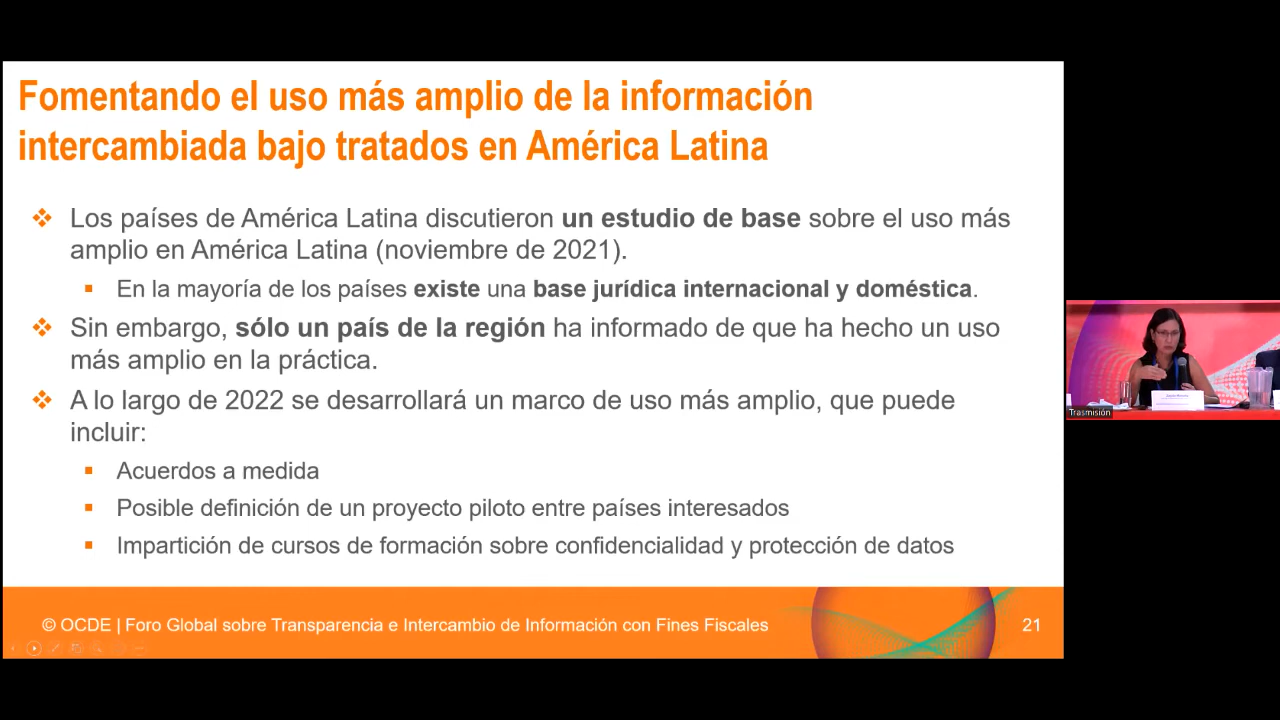 Fomentando el uso más amplio de la información
intercambiada bajo tratados en América Latina
Los países de América Latina discutieron un estudio de base sobre el uso más
amplio en América Latina (noviembre de 2021).
En la mayoría de los países existe una base jurídica internacional y doméstica.
Sin embargo, sólo un país de la región ha informado de que ha hecho un uso
más amplio en la práctica.
A lo largo de 2022 se desarrollará un marco de uso más amplio, que puede
incluir:
Acuerdos a medida
Posible definición de un proyecto piloto entre países interesados
Impartición de cursos de formación sobre confidencialidad y protección de datos
© OCDE | Foro Global sobre Transparencia e Intercambio de Información con Fines Fiscales
21
Trasmisión